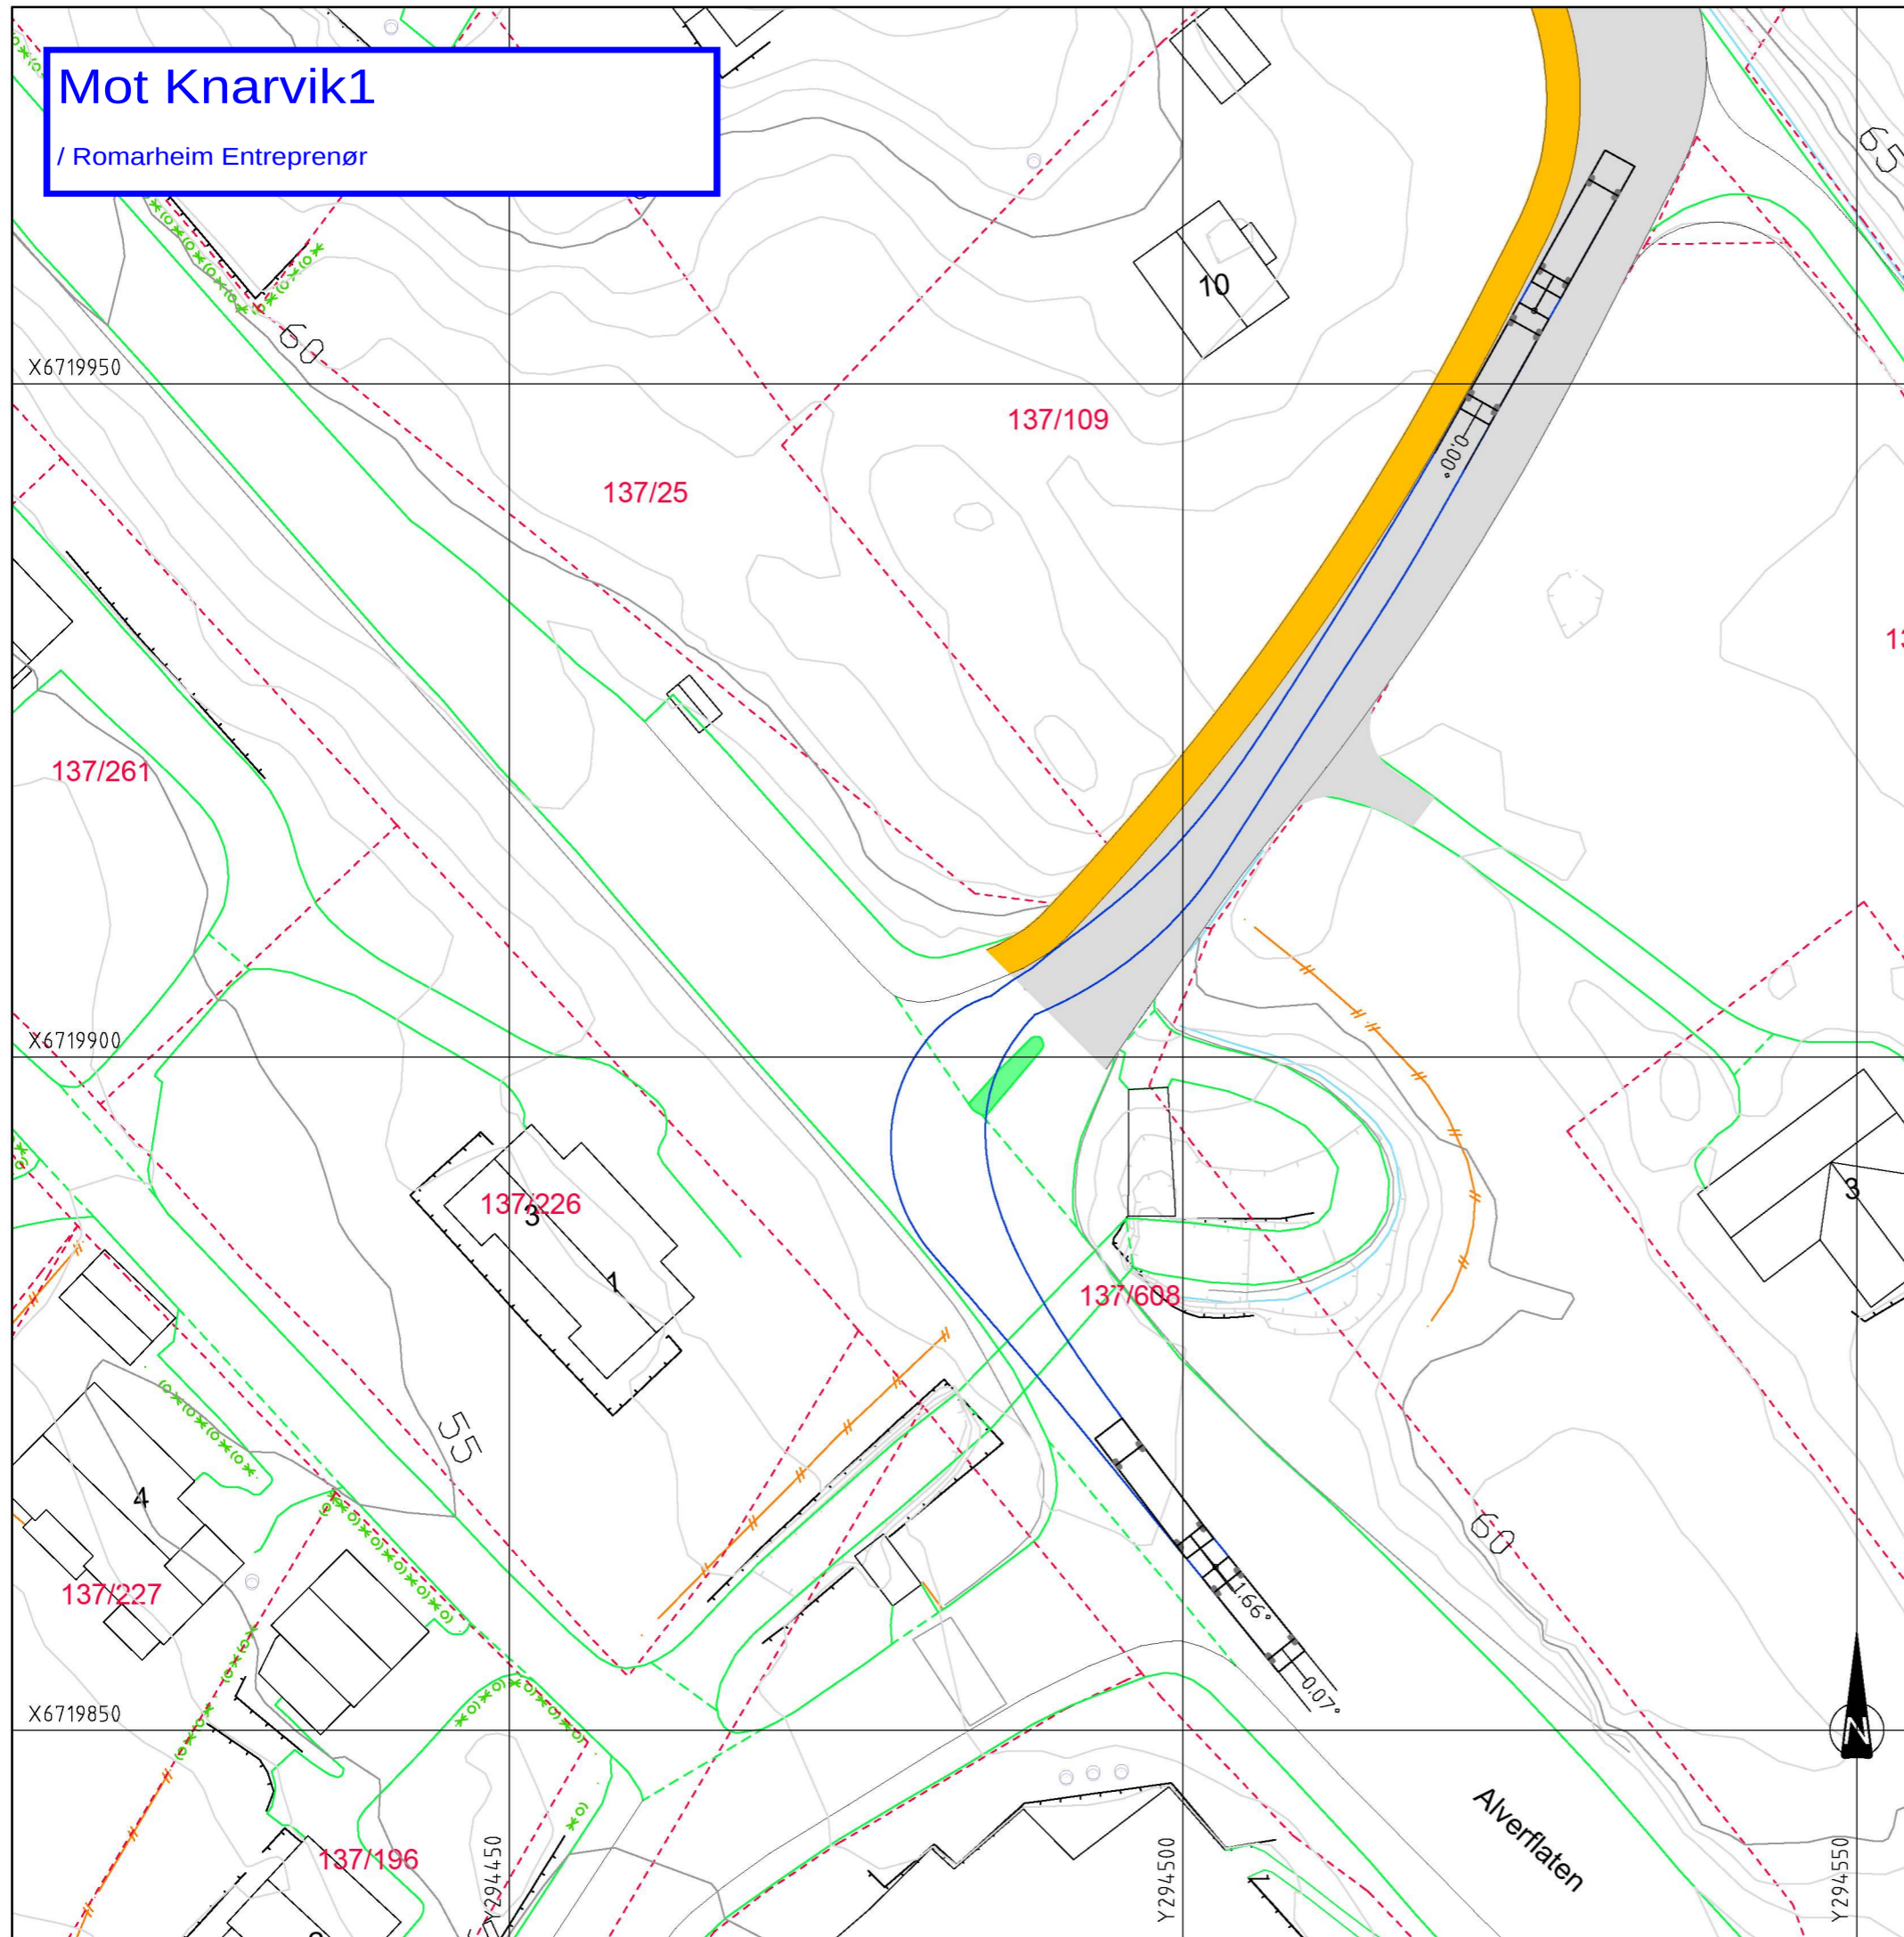 Mot Knarvik1
/ Romarheim Entreprenør
65
10
60
X6719950
137/109
0.00°
137/25
137/261
X6719900
137/226
3
3
1
137/608
55
4
60
137/227
1.66°
-0.07°
X6719850
N
Alverflaten
137/196
Y294450
Y294500
Y294550